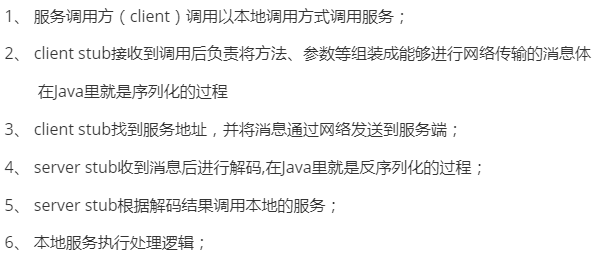 1、 服务调用方（client）调用以本地调用方式调用服务；
2、 client stub接收到调用后负责将方法、参数等组装成能够进行网络传输的消息体
在Java里就是序列化的过程
3、 client stub找到服务地址，并将消息通过网络发送到服务端；
4、 server stub收到消息后进行解码,在Java里就是反序列化的过程；
5、 server stub根据解码结果调用本地的服务；
6、 本地服务执行处理逻辑；